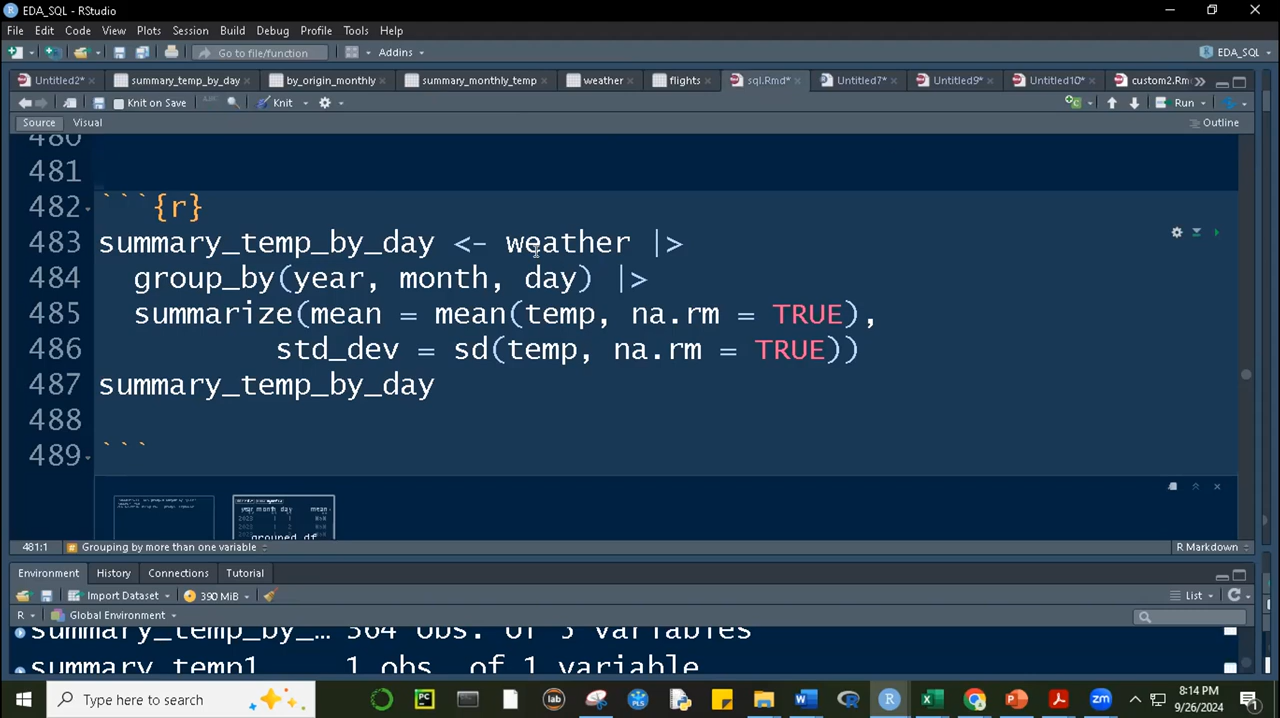 EDA_SQL - RStudio
File Edit Code View Plots Session Build Debug Profile Tools Help
Go to file/function Addins EDA_SQL
Untitled2* summary_temp_by_day by_origin_monthly summary_monthly_temp weather flights sql.Rmd* Untitled7* Untitled9* Untitled10* custom2.Rm
Knit on Save Knit Run
Source Visual Outline
480
481
482 ```{r}
483 summary_temp_by_day <- weather |>
484 group_by(year, month, day) |>
485 summarize(mean = mean(temp, na.rm = TRUE),
486 std_dev = sd(temp, na.rm = TRUE))
487 summary_temp_by_day
488
489 ```
grouped_df
481:1 # Grouping by more than one variable R Markdown
Environment History Connections Tutorial
Import Dataset 390 MiB List
R Global Environment
summary_temp_by_... 364 obs. of 5 variables
summary_temp1 1 obs. of 1 variable
Type here to search
8:14 PM
9/26/2024